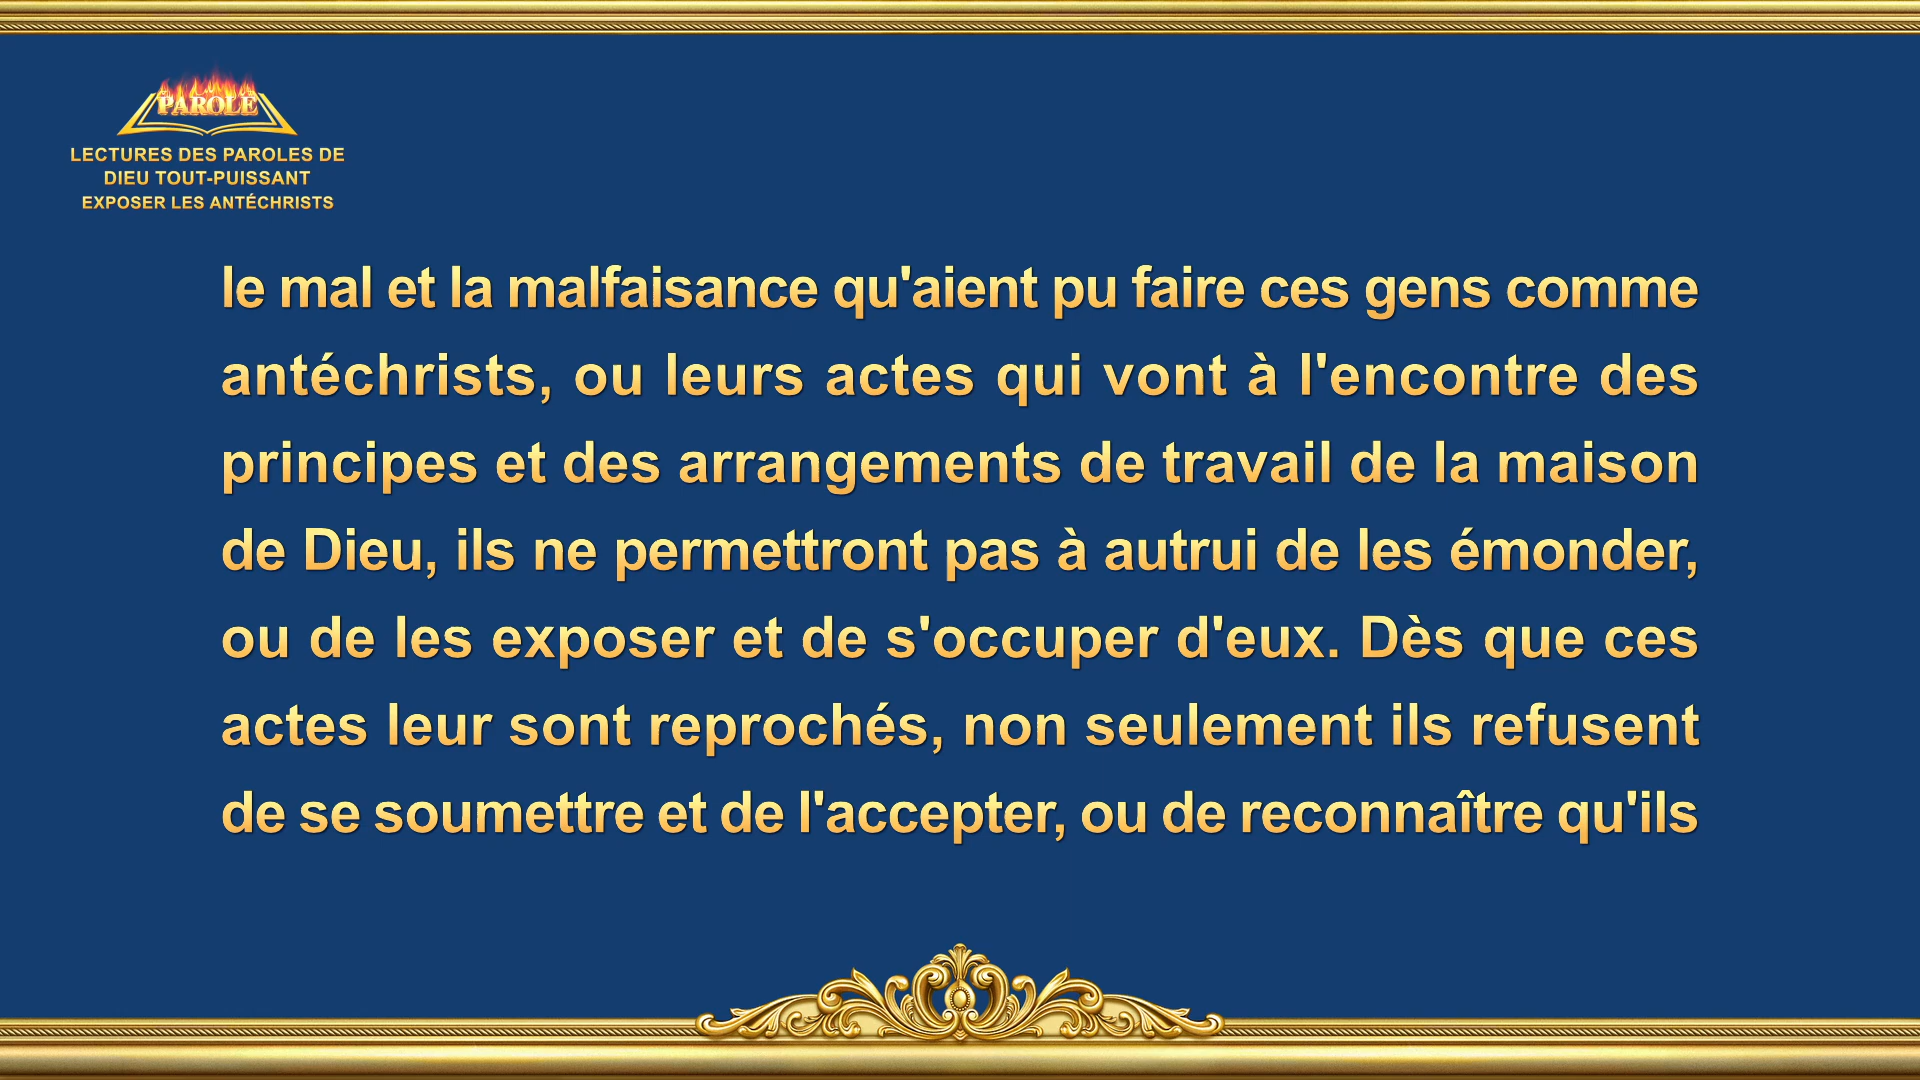 PAROLE
LECTURES DES PAROLES DE
DIEU TOUT-PUISSANT
EXPOSER LES ANTÉCHRISTS
le mal et la malfaisance qu'aient pu faire ces gens comme
antéchrists, ou leurs actes qui vont à l'encontre des
principes et des arrangements de travail de la maison
de Dieu, ils ne permettront pas à autrui de les émonder,
ou de les exposer et de s'occuper d'eux. Dès que ces
actes leur sont reprochés, non seulement ils refusent
de se soumettre et de l'accepter, ou de reconnaître qu'ils